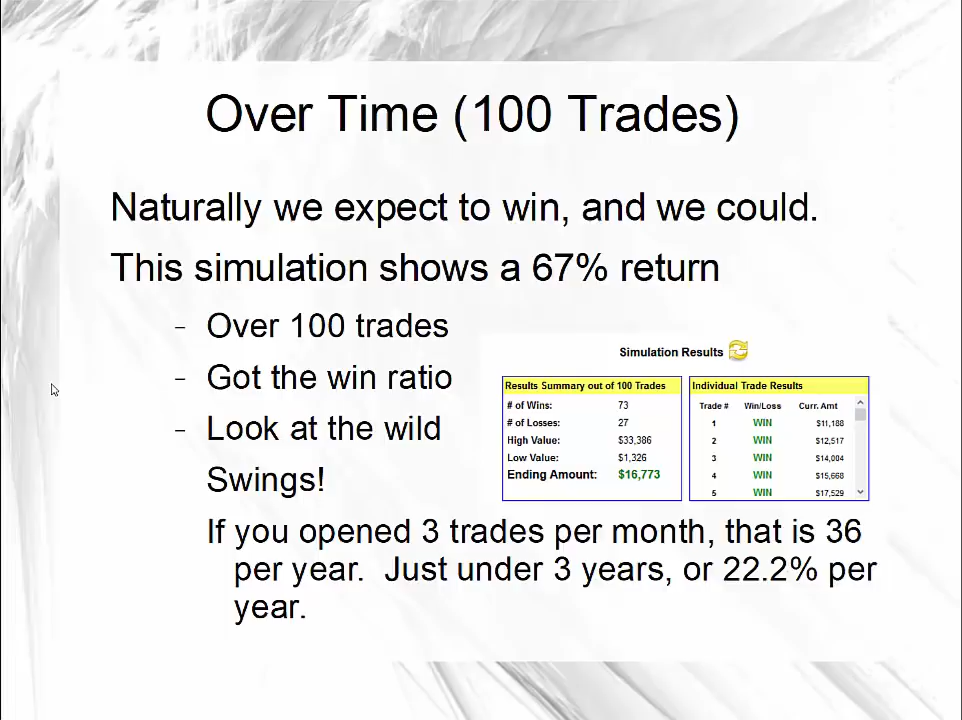 Over Time (100 Trades)
Naturally we expect to win, and we could.
This simulation shows a 67% return
- Over 100 trades
- Got the win ratio
- Look at the wild
Swings!
Simulation Results
Results Summary out of 100 Trades
# of Wins: 73
# of Losses: 27
High Value: $33,386
Low Value: $1,326
Ending Amount: $16,773
Individual Trade Results
Trade # Win/Loss Curr. Amt
1 WIN $11,188
2 WIN $12,517
3 WIN $14,004
4 WIN $15,668
5 WIN $17,529
If you opened 3 trades per month, that is 36
per year. Just under 3 years, or 22.2% per
year.